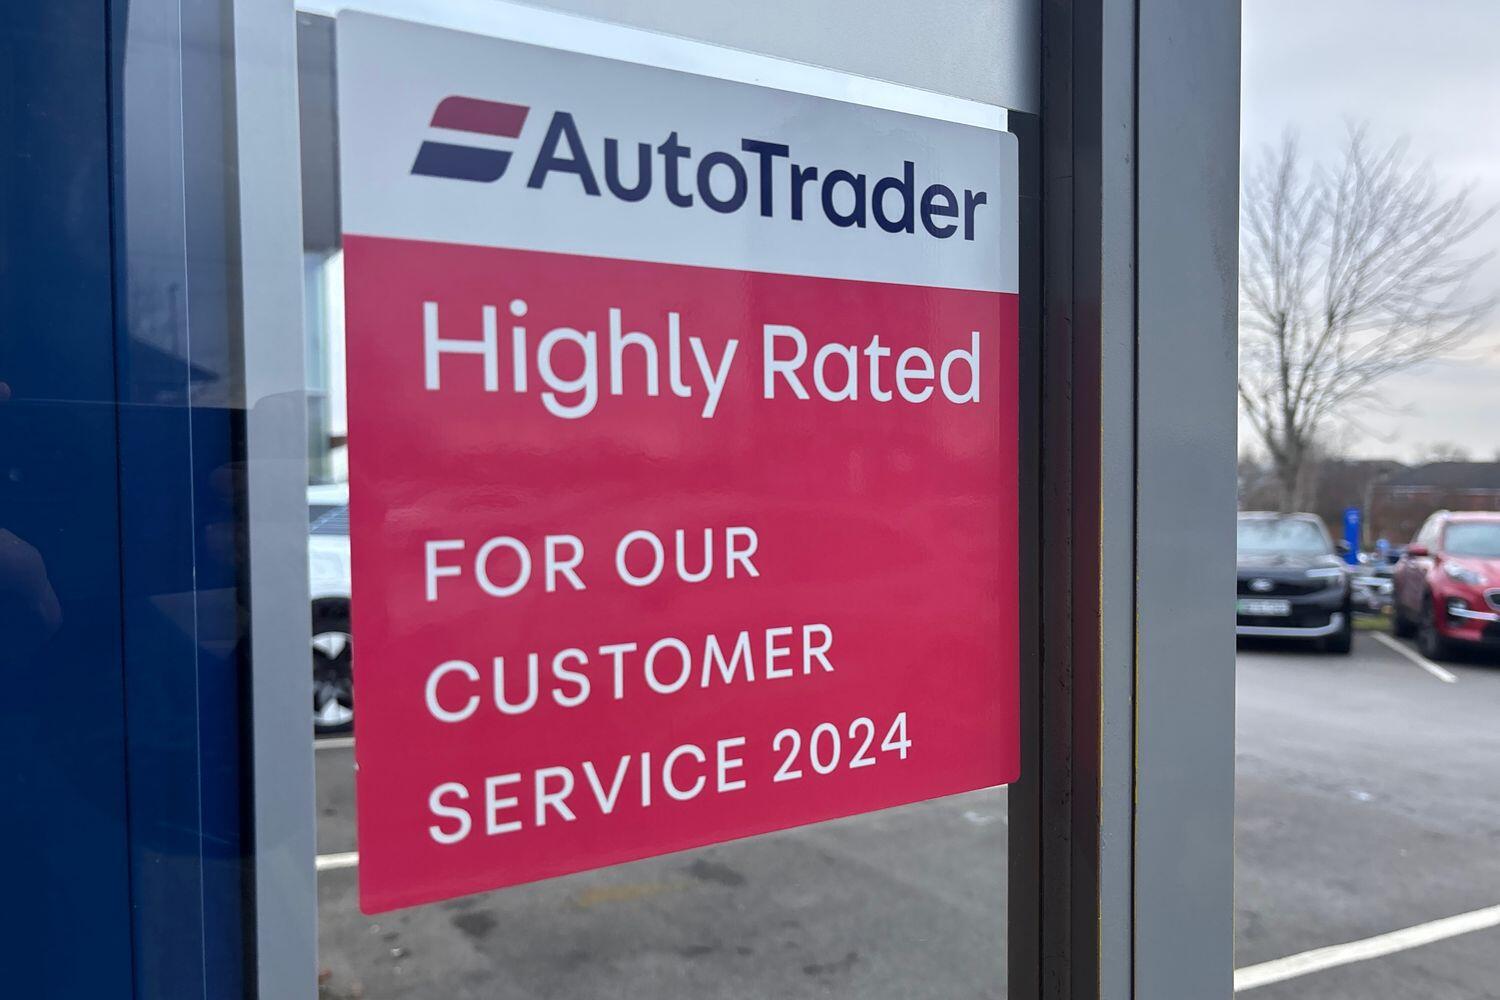 AutoTrader
Highly Rated
FOR OUR
CUSTOMER
SERVICE 2024